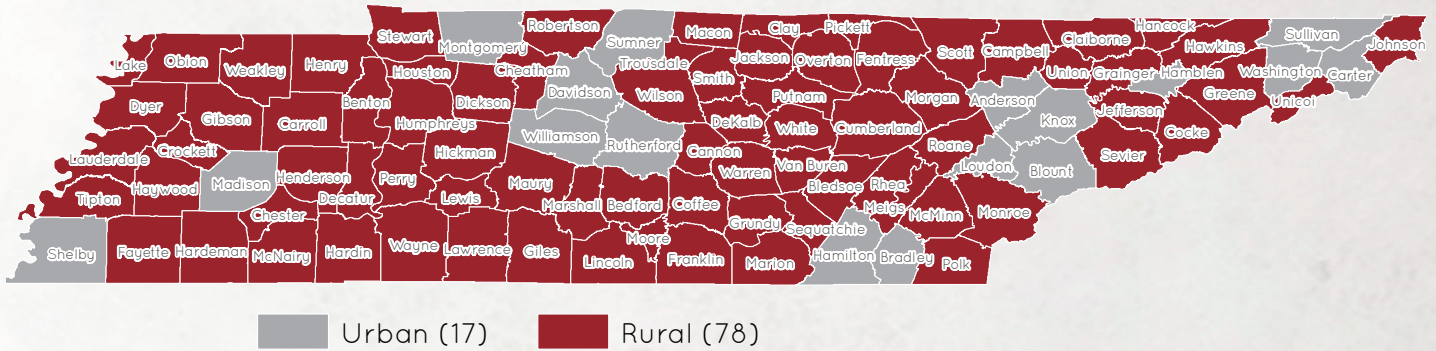 Stewart
Montgomery
Robertson
Sumner
Macon
Clay
Pickett
Scott
Campbell
Claiborne
Hancock
Hawkins
Sullivan
Johnson
Lake
Obion
Weakley
Henry
Houston
Cheatham
Trousdale
Smith
Jackson
Overton
Fentress
Union
Grainger
Hamblen
Washington
Carter
Dyer
Gibson
Carroll
Benton
Humphreys
Dickson
Davidson
Wilson
Putnam
Morgan
Anderson
Knox
Jefferson
Greene
Unicoi
Lauderdale
Crockett
Hickman
Williamson
Rutherford
DeKalb
Cannon
White
Cumberland
Roane
Loudon
Blount
Sevier
Cocke
Tipton
Haywood
Madison
Henderson
Decatur
Perry
Lewis
Maury
Marshall
Bedford
Coffee
Warren
Van Buren
Bledsoe
Rhea
Meigs
McMinn
Monroe
Shelby
Fayette
Hardeman
Chester
McNairy
Hardin
Wayne
Lawrence
Giles
Lincoln
Moore
Franklin
Grundy
Marion
Sequatchie
Hamilton
Bradley
Polk
Urban (17)
Rural (78)